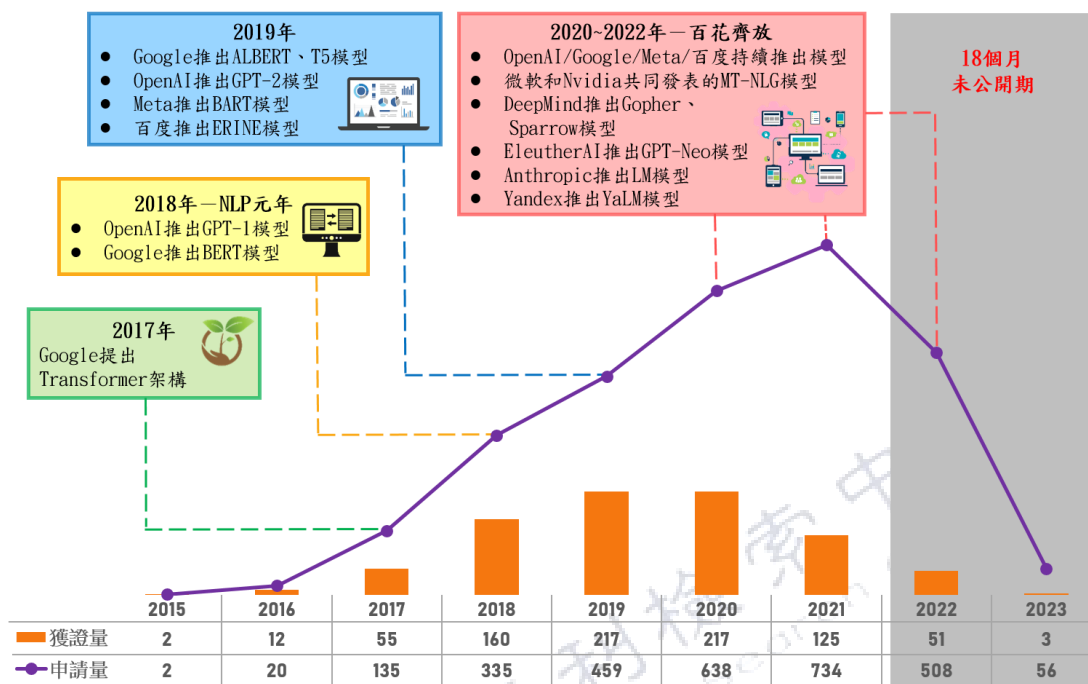 2019年
● Google推出ALBERT、T5模型
● OpenAI推出GPT-2模型
● Meta推出BART模型
● 百度推出ERINE模型
2020~2022年—百花齊放
● OpenAI/Google/Meta/百度持續推出模型
● 微軟和Nvidia共同發表的MT-NLG模型
● DeepMind推出Gopher、
Sparrow模型
● EleutherAI推出GPT-Neo模型
● Anthropic推出LM模型
● Yandex推出YaLM模型
18個月
未公開期
2018年—NLP元年
● OpenAI推出GPT-1模型
● Google推出BERT模型
2017年
Google提出
Transformer架構
2015 2016 2017 2018 2019 2020 2021 2022 2023
獲證量 2 12 55 160 217 217 125 51 3
申請量 2 20 135 335 459 638 734 508 56
利檢索中